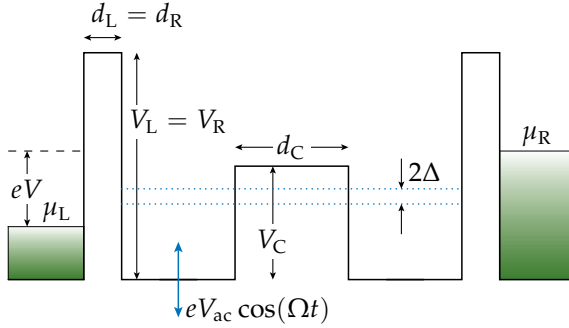 d_L = d_R
V_L = V_R
μ_R
d_C
2Δ
eV
μ_L
V_C
eV_ac cos(Ωt)